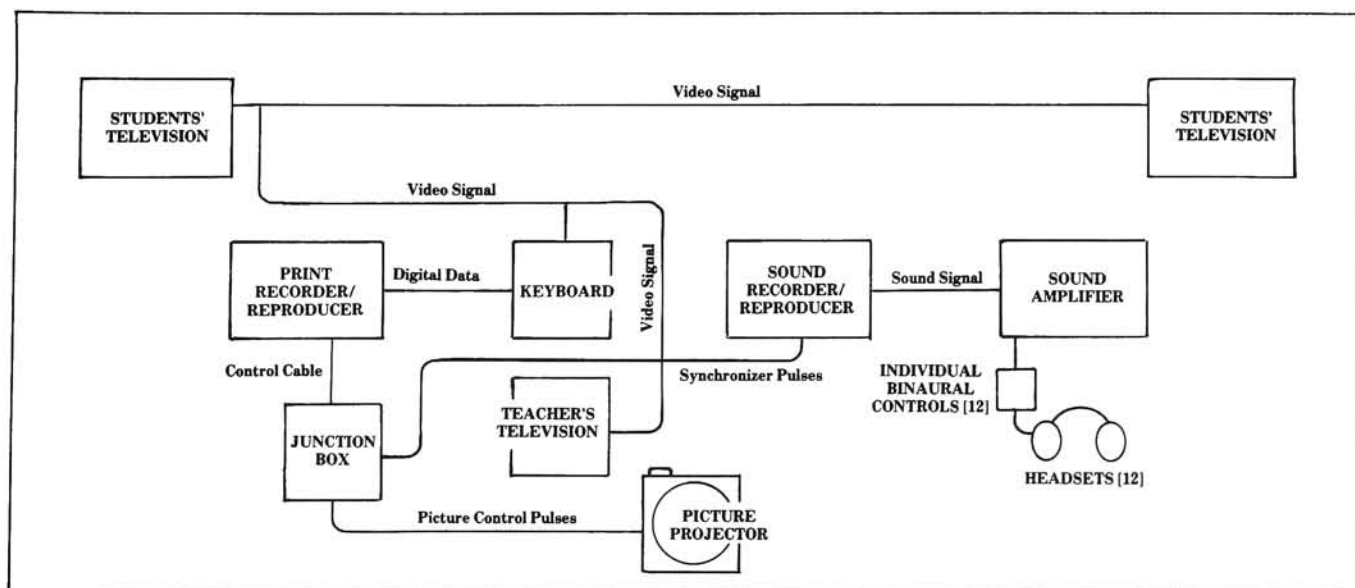 Video Signal
STUDENTS'
TELEVISION
STUDENTS'
TELEVISION
Video Signal
PRINT
RECORDER/
REPRODUCER
Digital Data
KEYBOARD
Video Signal
SOUND
RECORDER/
REPRODUCER
Sound Signal
SOUND
AMPLIFIER
Control Cable
Synchronizer Pulses
INDIVIDUAL
BINAURAL
CONTROLS [12]
JUNCTION
BOX
TEACHER'S
TELEVISION
HEADSETS [12]
Picture Control Pulses
PICTURE
PROJECTOR